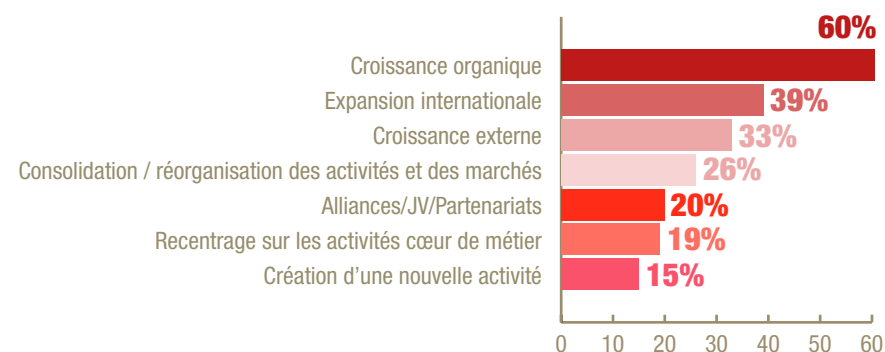 60%
Croissance organique
Expansion internationale 39%
Croissance externe 33%
Consolidation / réorganisation des activités et des marchés 26%
Alliances/JV/Partenariats 20%
Recentrage sur les activités cœur de métier 19%
Création d’une nouvelle activité 15%
0 10 20 30 40 50 60